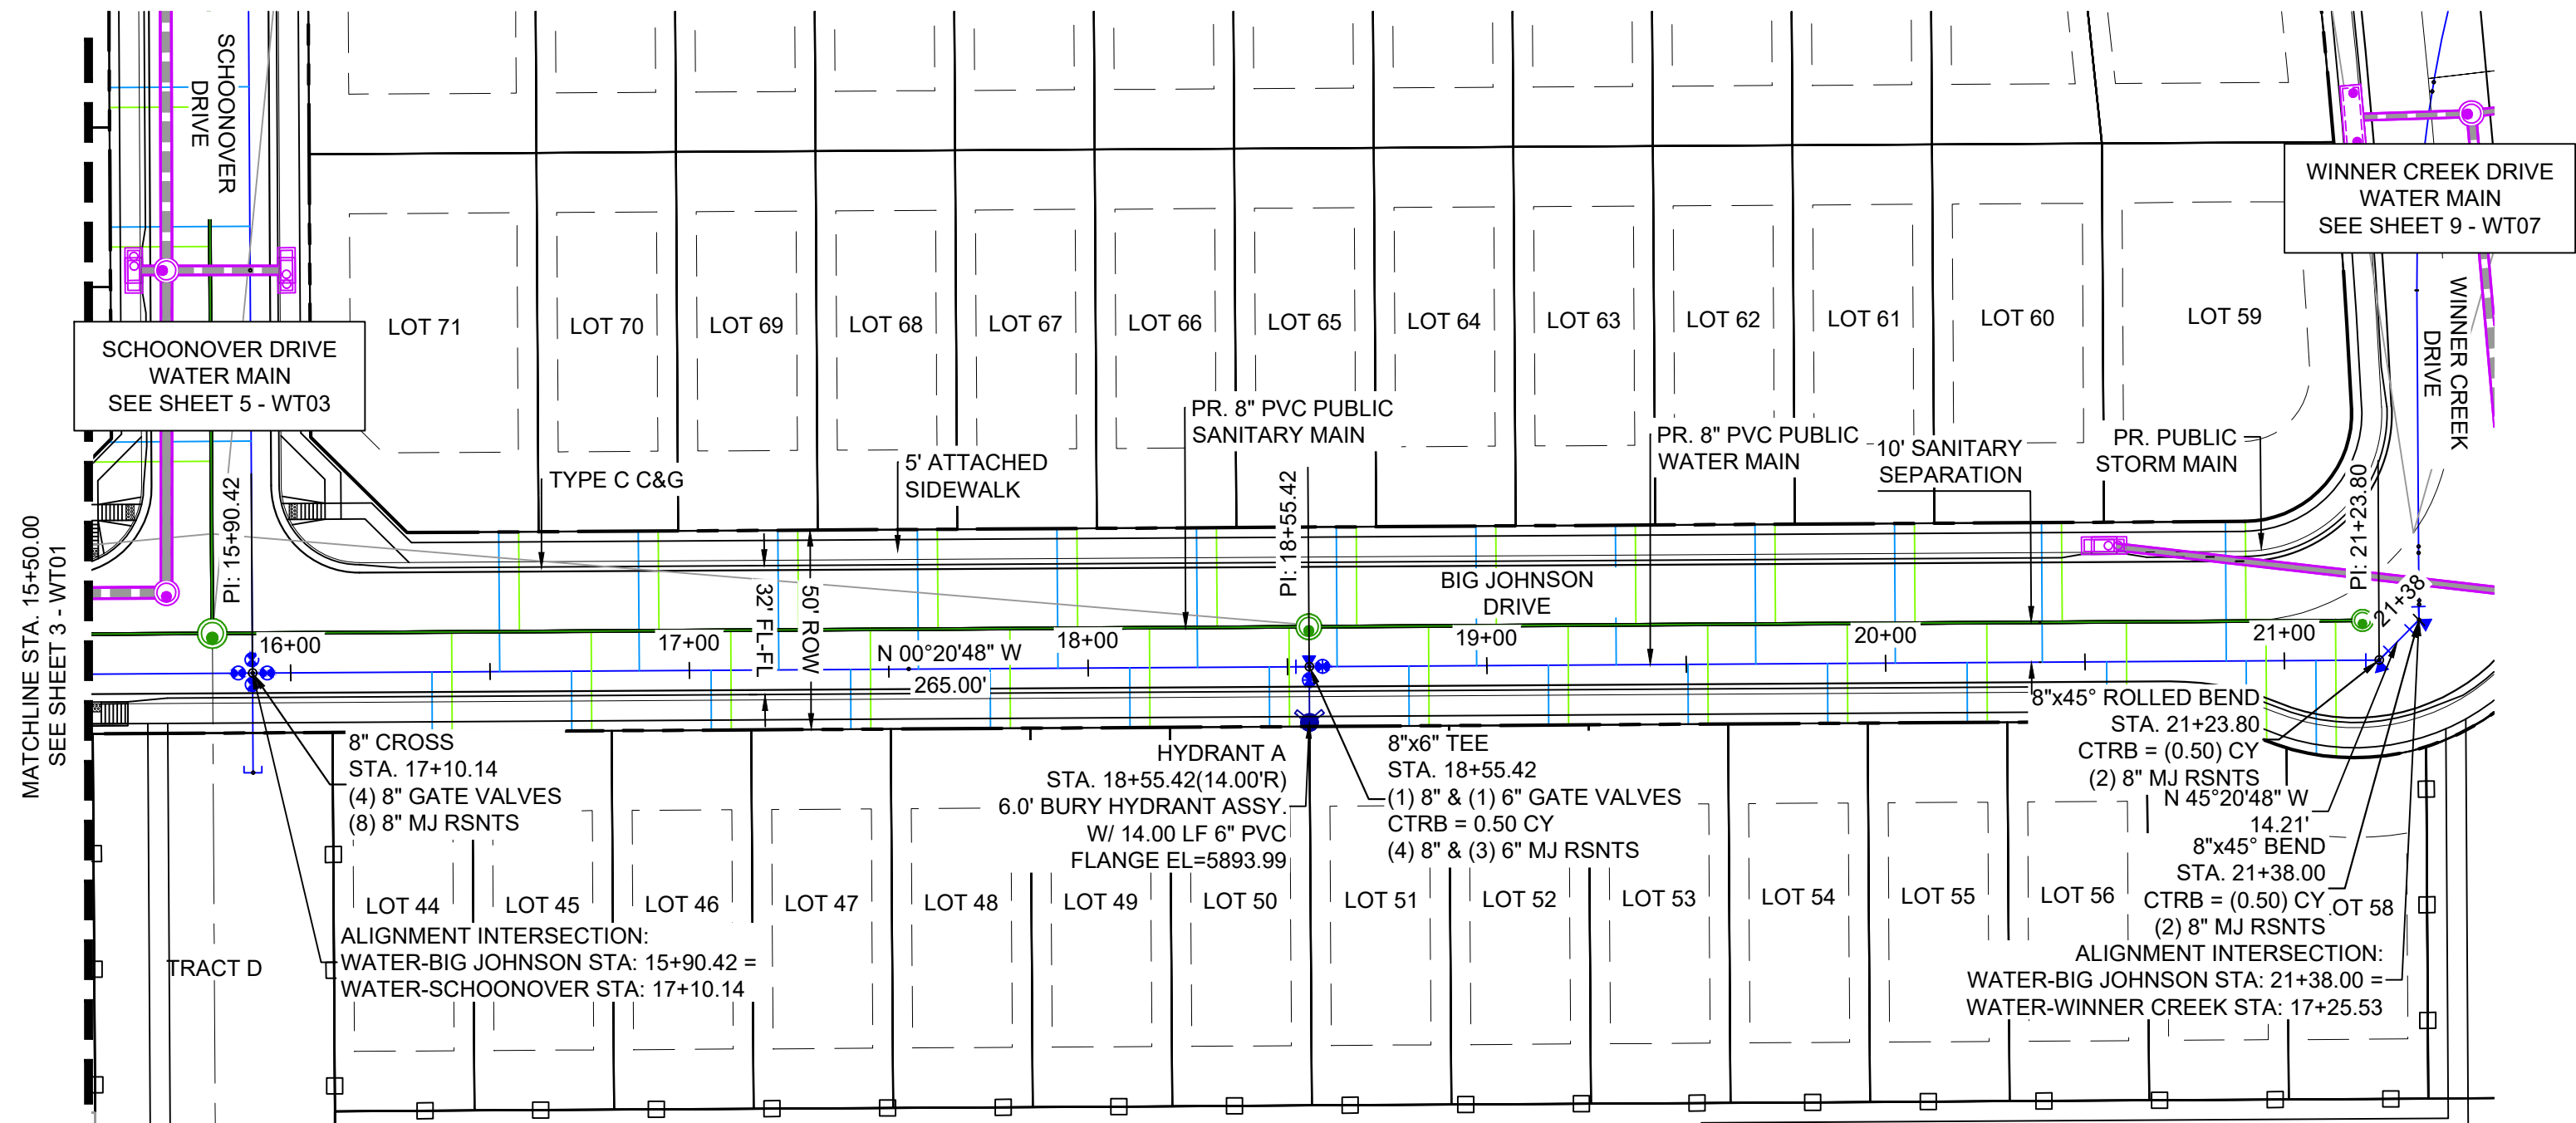 SCHOONOVER
DRIVE
WINNER CREEK DRIVE
WATER MAIN
SEE SHEET 9 - WT07
WINNER CREEK
DRIVE
SCHOONOVER DRIVE
WATER MAIN
SEE SHEET 5 - WT03
LOT 71
LOT 70
LOT 69
LOT 68
LOT 67
LOT 66
LOT 65
LOT 64
LOT 63
LOT 62
LOT 61
LOT 60
LOT 59
MATCHLINE STA. 15+50.00
SEE SHEET 3 - WT01
PI: 15+90.42
TYPE C C&G
5' ATTACHED
SIDEWALK
PR. 8" PVC PUBLIC
SANITARY MAIN
PI: 18+55.42
PR. 8" PVC PUBLIC
WATER MAIN
10' SANITARY
SEPARATION
PR. PUBLIC
STORM MAIN
PI: 21+23.80
BIG JOHNSON
DRIVE
32' FL-FL
50' ROW
16+00
17+00
18+00
19+00
20+00
21+00
21+38
N 00°20'48" W
265.00'
8" CROSS
STA. 17+10.14
(4) 8" GATE VALVES
(8) 8" MJ RSNTS
HYDRANT A
STA. 18+55.42(14.00'R)
6.0' BURY HYDRANT ASSY.
W/ 14.00 LF 6" PVC
FLANGE EL=5893.99
8"x6" TEE
STA. 18+55.42
(1) 8" & (1) 6" GATE VALVES
CTRB = 0.50 CY
(4) 8" & (3) 6" MJ RSNTS
8"x45° ROLLED BEND
STA. 21+23.80
CTRB = (0.50) CY
(2) 8" MJ RSNTS
N 45°20'48" W
14.21'
8"x45° BEND
STA. 21+38.00
CTRB = (0.50) CY
(2) 8" MJ RSNTS
LOT 44
LOT 45
LOT 46
LOT 47
LOT 48
LOT 49
LOT 50
LOT 51
LOT 52
LOT 53
LOT 54
LOT 55
LOT 56
OT 58
TRACT D
ALIGNMENT INTERSECTION:
WATER-BIG JOHNSON STA: 15+90.42 =
WATER-SCHOONOVER STA: 17+10.14
ALIGNMENT INTERSECTION:
WATER-BIG JOHNSON STA: 21+38.00 =
WATER-WINNER CREEK STA: 17+25.53